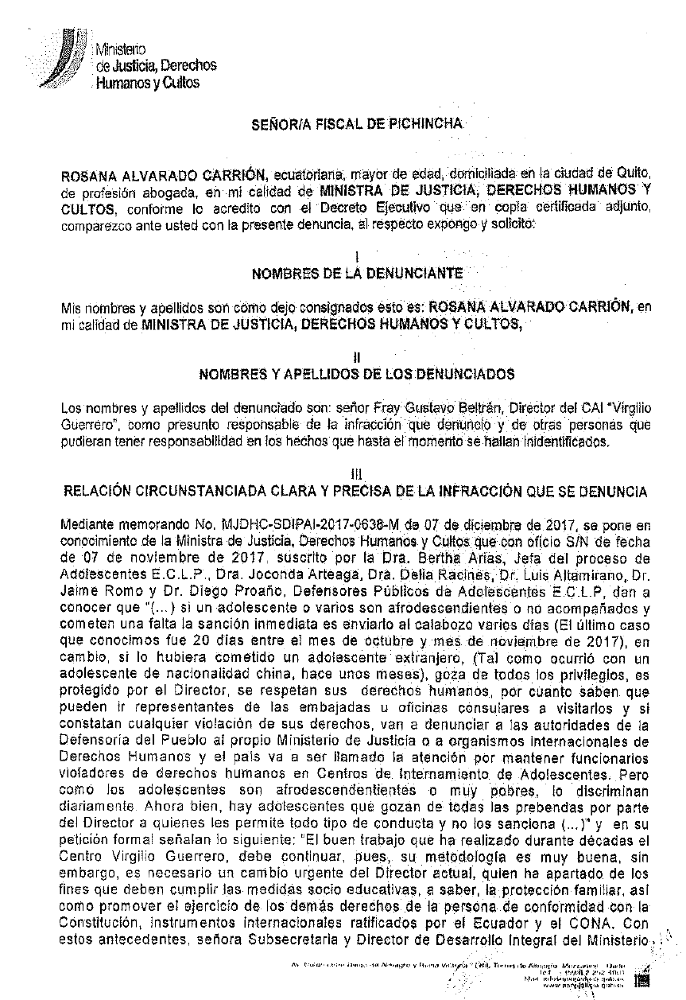 Ministerio
de Justicia, Derechos
Humanos y Cultos
SEÑOR/A FISCAL DE PICHINCHA
ROSANA ALVARADO CARRIÓN, ecuatoriana, mayor de edad, domiciliada en la ciudad de Quito,
de profesión abogada, en mi calidad de MINISTRA DE JUSTICIA, DERECHOS HUMANOS Y
CULTOS, conforme lo acredito con el Decreto Ejecutivo que en copia certificada adjunto,
comparezco ante usted con la presente denuncia, al respecto expongo y solicito:
I
NOMBRES DE LA DENUNCIANTE
Mis nombres y apellidos son como dejo consignados esto es: ROSANA ALVARADO CARRIÓN, en
mi calidad de MINISTRA DE JUSTICIA, DERECHOS HUMANOS Y CULTOS,
II
NOMBRES Y APELLIDOS DE LOS DENUNCIADOS
Los nombres y apellidos del denunciado son: señor Fray Gustavo Beltrán, Director del CAI "Virgilio
Guerrero", como presunto responsable de la infracción que denuncio y de otras personas que
pudieran tener responsabilidad en los hechos que hasta el momento se hallan inidentificados.
III
RELACIÓN CIRCUNSTANCIADA CLARA Y PRECISA DE LA INFRACCIÓN QUE SE DENUNCIA
Mediante memorando No. MJDHC-SDIPAI-2017-0638-M de 07 de diciembre de 2017, se pone en
conocimiento de la Ministra de Justicia, Derechos Humanos y Cultos que con oficio S/N de fecha
de 07 de noviembre de 2017, suscrito por la Dra. Bertha Arias, Jefa del proceso de
Adolescentes E.C.L.P., Dra. Joconda Arteaga, Dra. Delia Racines, Dr. Luis Altamirano, Dr.
Jaime Romo y Dr. Diego Proaño, Defensores Públicos de Adolescentes E.C.L.P, dan a
conocer que "(...) si un adolescente o varios son afrodescendientes o no acompañados y
cometen una falta la sanción inmediata es enviarlo al calabozo varios días (El último caso
que conocimos fue 20 días entre el mes de octubre y mes de noviembre de 2017), en
cambio, si lo hubiera cometido un adolescente extranjero, (Tal como ocurrió con un
adolescente de nacionalidad china, hace unos meses), goza de todos los privilegios, es
protegido por el Director, se respetan sus derechos humanos, por cuanto saben que
pueden ir representantes de las embajadas u oficinas consulares a visitarlos y si
constatan cualquier violación de sus derechos, van a denunciar a las autoridades de la
Defensoría del Pueblo al propio Ministerio de Justicia o a organismos internacionales de
Derechos Humanos y el país va a ser llamado la atención por mantener funcionarios
violadores de derechos humanos en Centros de Internamiento de Adolescentes. Pero
como los adolescentes son afrodescendentientes o muy pobres, lo discriminan
diariamente. Ahora bien, hay adolescentes que gozan de todas las prebendas por parte
del Director a quienes les permite todo tipo de conducta y no los sanciona (...)" y en su
petición formal señalan lo siguiente: "El buen trabajo que ha realizado durante décadas el
Centro Virgilio Guerrero, debe continuar, pues, su metodología es muy buena, sin
embargo, es necesario un cambio urgente del Director actual, quien ha apartado de los
fines que deben cumplir las medidas socio educativas, a saber, la protección familiar, así
como promover el ejercicio de los demás derechos de la persona de conformidad con la
Constitución, instrumentos internacionales ratificados por el Ecuador y el CONA. Con
estos antecedentes, señora Subsecretaria y Director de Desarrollo Integral del Ministerio